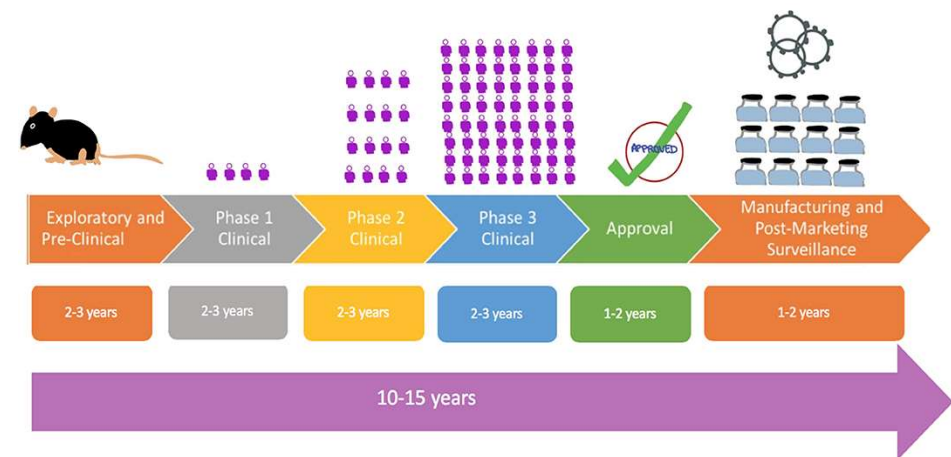 APPROVED
Exploratory and
Pre-Clinical
Phase 1
Clinical
Phase 2
Clinical
Phase 3
Clinical
Approval
Manufacturing and
Post-Marketing
Surveillance
2-3 years
2-3 years
2-3 years
2-3 years
1-2 years
1-2 years
10-15 years